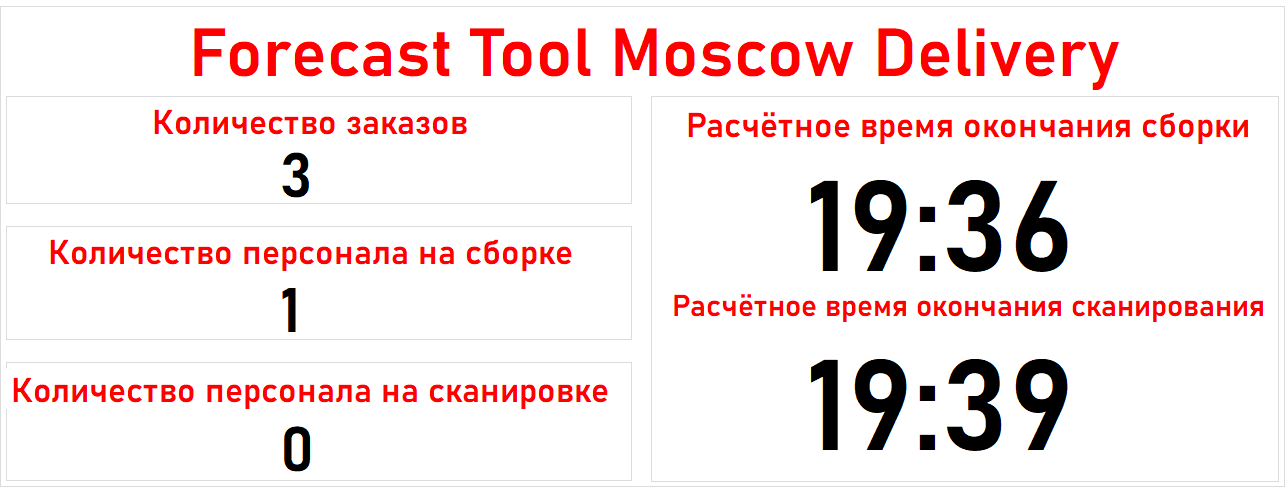 Forecast Tool Moscow Delivery
Количество заказов
3
Количество персонала на сборке
1
Количество персонала на сканировке
0
Расчётное время окончания сборки
19:36
Расчётное время окончания сканирования
19:39